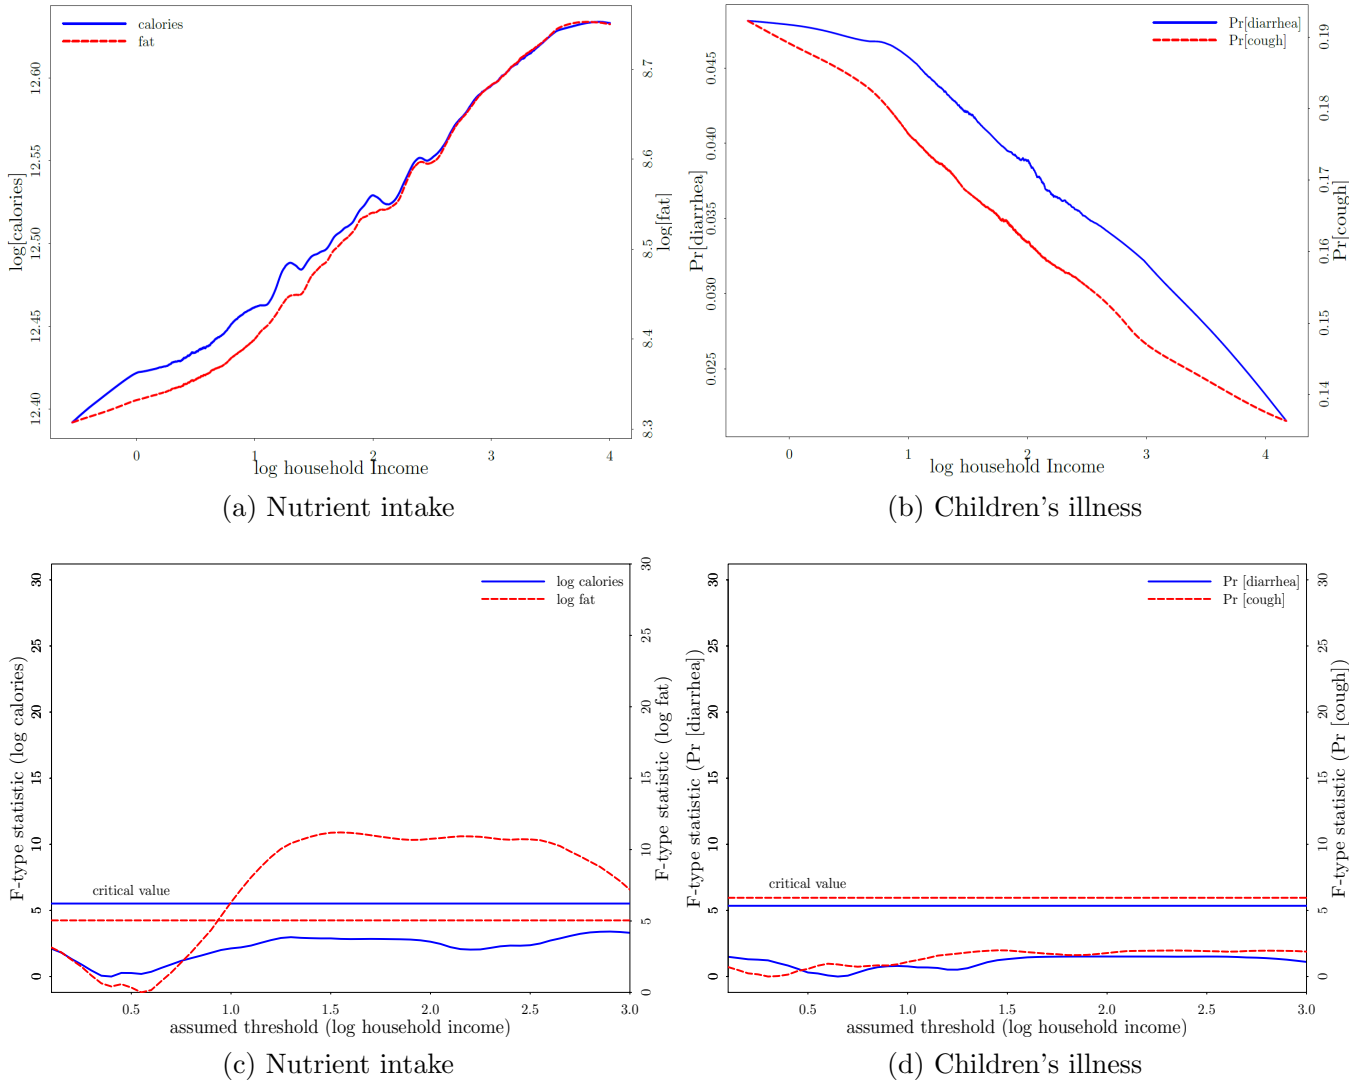 calories
fat
log[calories]
12.40
12.45
12.50
12.55
12.60
log[fat]
8.3
8.4
8.5
8.6
8.7
0
1
2
3
4
log household Income
(a) Nutrient intake
Pr[diarrhea]
Pr[cough]
Pr[diarrhea]
0.025
0.030
0.035
0.040
0.045
Pr[cough]
0.14
0.15
0.16
0.17
0.18
0.19
0
1
2
3
4
log household Income
(b) Children's illness
log calories
log fat
critical value
F-type statistic (log calories)
0
5
10
15
20
25
30
F-type statistic (log fat)
0
5
10
15
20
25
30
0.5
1.0
1.5
2.0
2.5
3.0
assumed threshold (log household income)
(c) Nutrient intake
Pr [diarrhea]
Pr [cough]
critical value
F-type statistic (Pr [diarrhea])
0
5
10
15
20
25
30
F-type statistic (Pr [cough])
0
5
10
15
20
25
30
0.5
1.0
1.5
2.0
2.5
3.0
assumed threshold (log household income)
(d) Children's illness